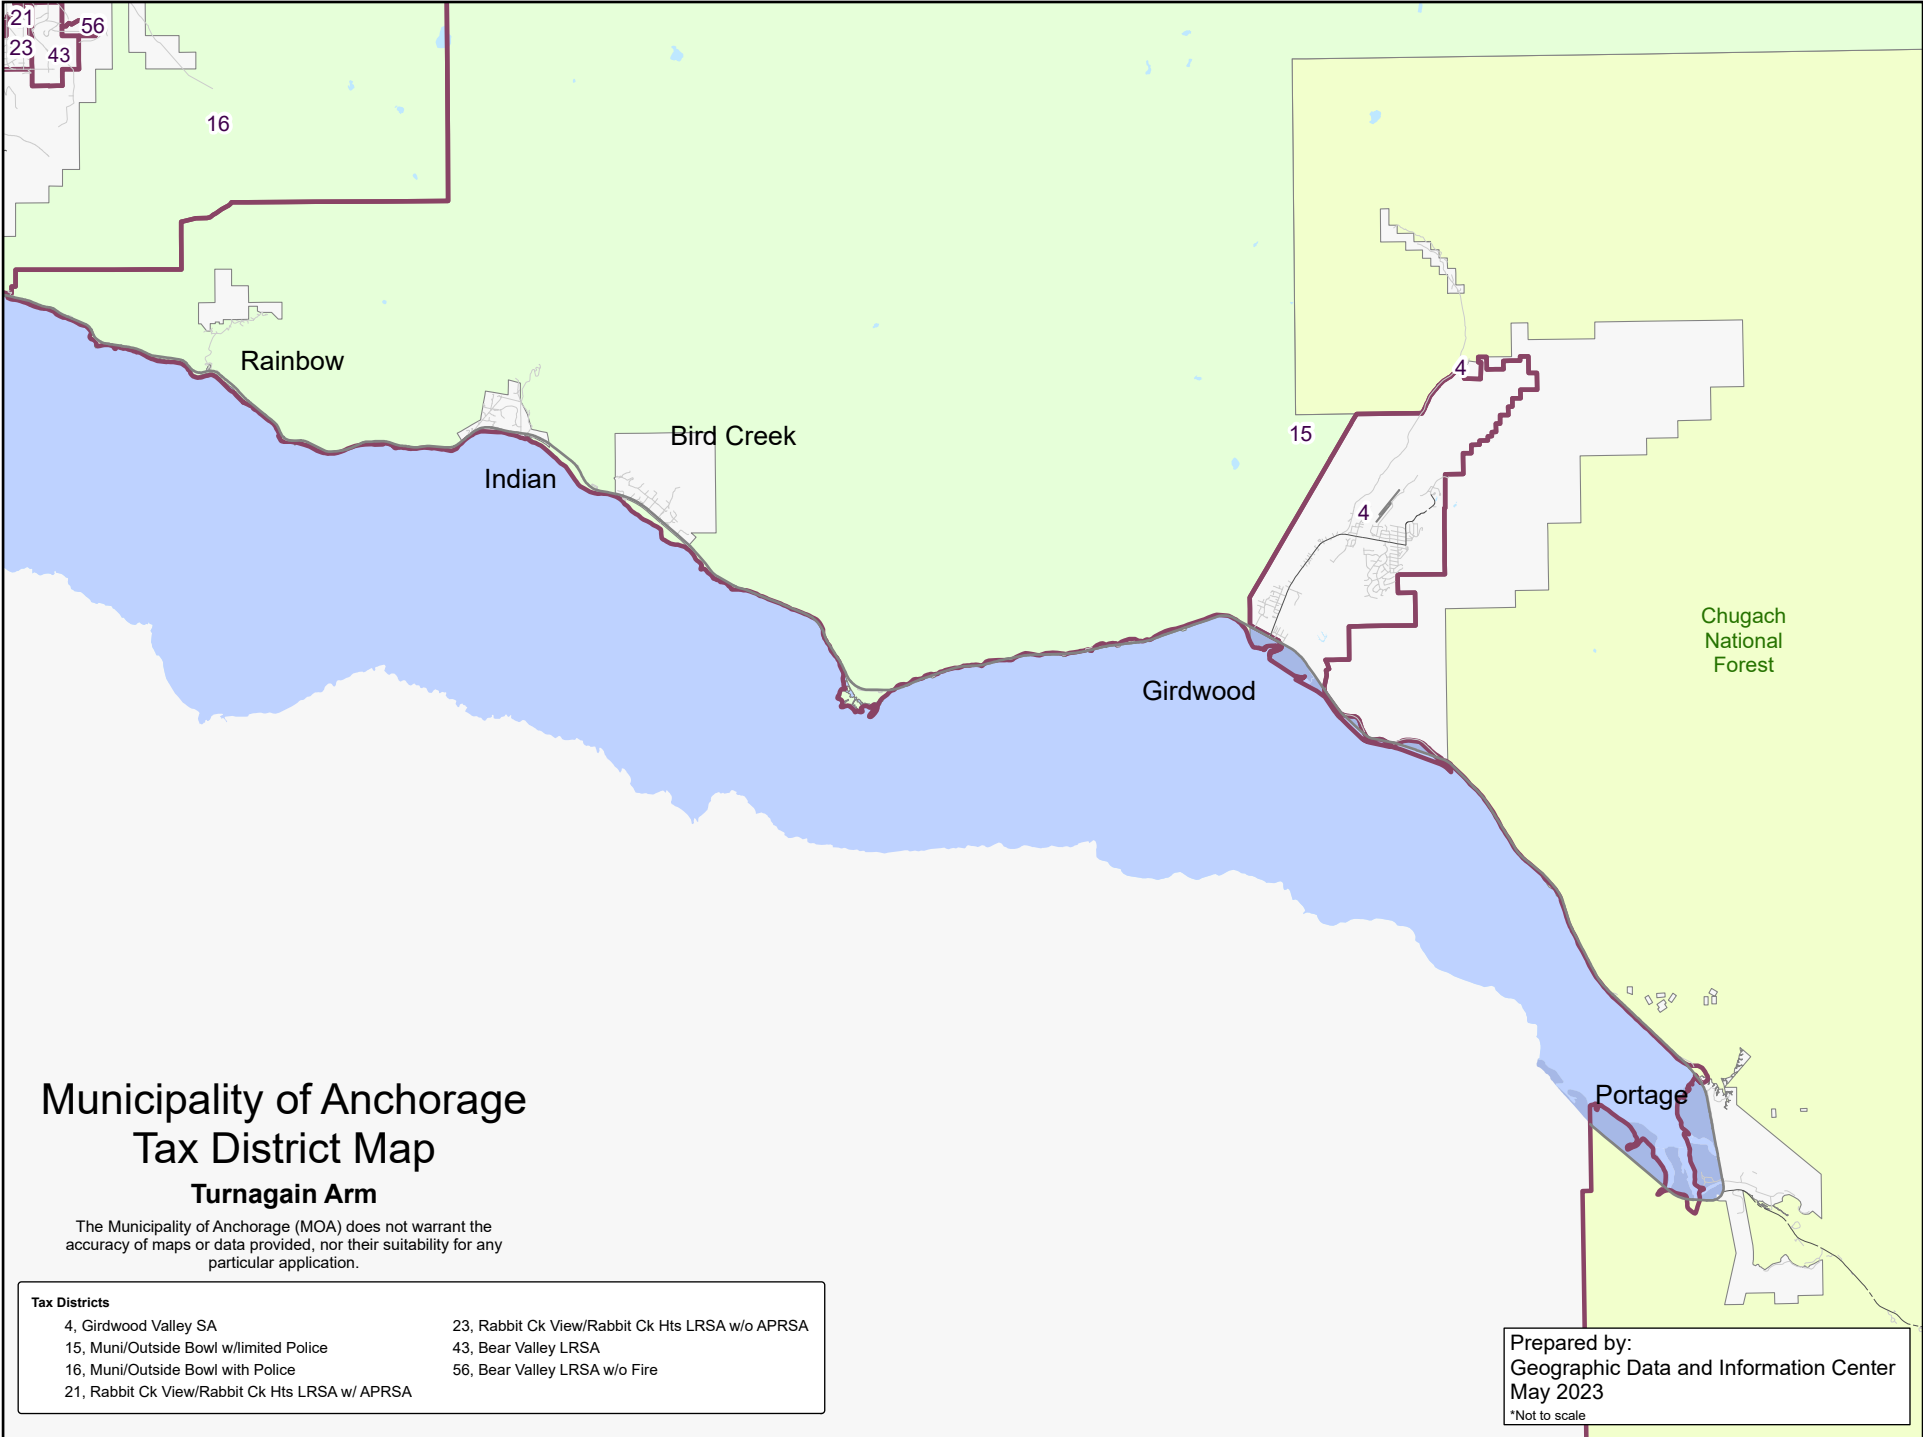 21
56
23
43
16
Rainbow
4
Bird Creek
15
Indian
4
Chugach
National
Forest
Girdwood
Portage
Municipality of Anchorage
Tax District Map
Turnagain Arm
The Municipality of Anchorage (MOA) does not warrant the
accuracy of maps or data provided, nor their suitability for any
particular application.
Tax Districts
4, Girdwood Valley SA
15, Muni/Outside Bowl w/limited Police
16, Muni/Outside Bowl with Police
21, Rabbit Ck View/Rabbit Ck Hts LRSA w/ APRSA
23, Rabbit Ck View/Rabbit Ck Hts LRSA w/o APRSA
43, Bear Valley LRSA
56, Bear Valley LRSA w/o Fire
Prepared by:
Geographic Data and Information Center
May 2023
*Not to scale